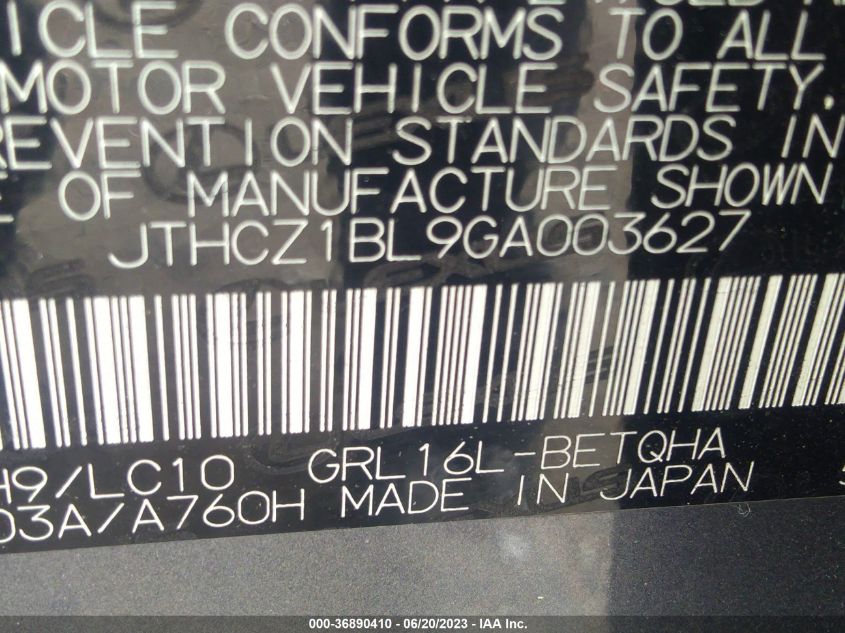 ICLE CONFORMS TO ALL
MOTOR VEHICLE SAFETY,
REVENTION STANDARDS IN
E OF MANUFACTURE SHOWN
JTHCZ1BL9GA003627
H9/LC10 GRL16L-BETQHA
03A/A760H MADE IN JAPAN
000-36890410 - 06/20/2023 - IAA Inc.